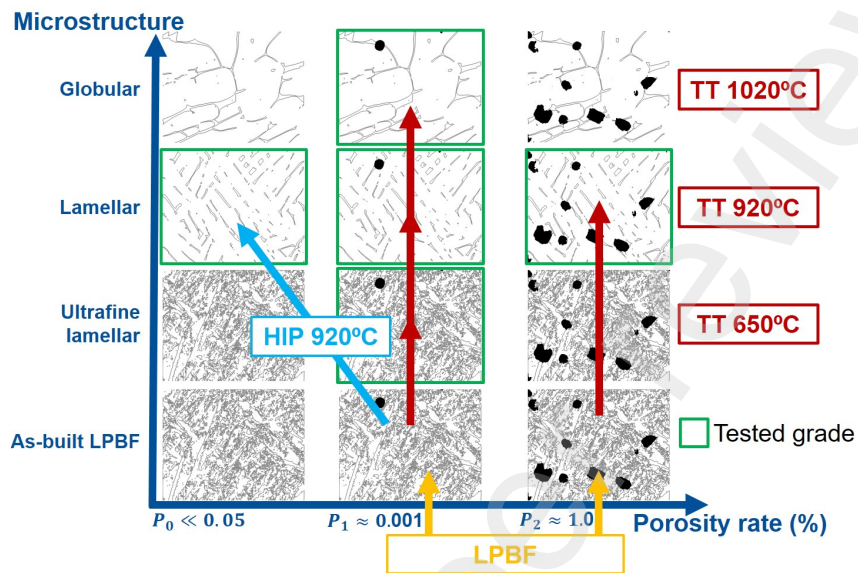 Microstructure
Globular
TT 1020ºC
Lamellar
TT 920ºC
Ultrafine
lamellar
HIP 920ºC
TT 650ºC
As-built LPBF
Tested grade
P₀ ≪ 0.05
P₁ ≈ 0.001
P₂ ≈ 1.0
Porosity rate (%)
LPBF